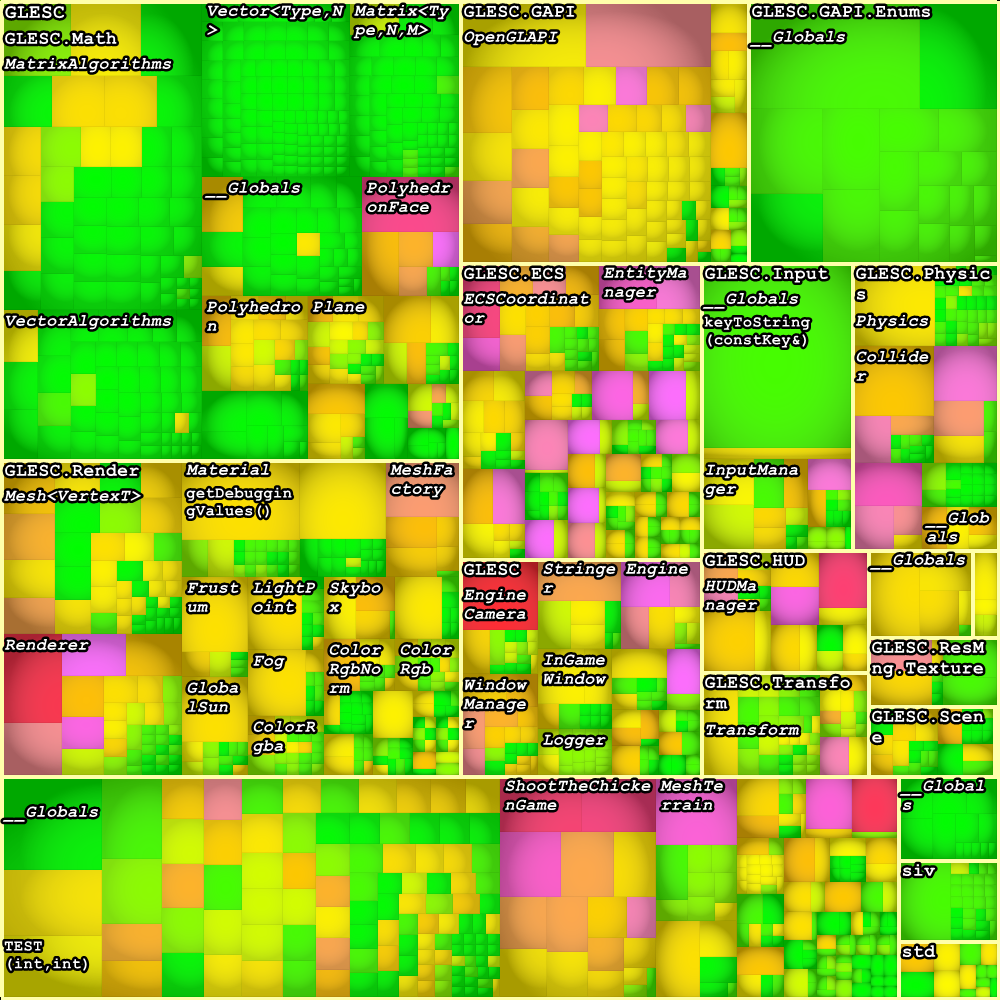 GLESC
GLESC.Math
MatrixAlgorithms
Vector<Type,N
>
Matrix<Ty
pe,N,M>
GLESC.GAPI
OpenGLAPI
GLESC.GAPI.Enums
__Globals
__Globals
Polyhedr
onFace
VectorAlgorithms
Polyhedro
n
Plane
GLESC.ECS
ECSCoordinat
or
EntityMa
nager
GLESC.Input
__Globals
keyToString
(constKey&)
GLESC.Physic
s
Physics
Collide
r
InputMana
ger
__Glob
als
GLESC.Render
Mesh<VertexT>
Material
getDebuggin
gValues()
MeshFa
ctory
Frust
um
LightP
oint
Skybo
x
Renderer
Fog
Color
RgbNo
rm
Color
Rgb
Globa
lSun
ColorR
gba
GLESC
Engine
Camera
Stringe
r
Engine
InGame
Window
Window
Manage
r
Logger
GLESC.HUD
HUDMa
nager
__Globals
GLESC.ResM
ng.Texture
GLESC.Transfo
rm
Transform
GLESC.Scen
e
__Globals
TEST
(int,int)
ShootTheChicke
nGame
MeshTe
rrain
__Global
s
siv
std